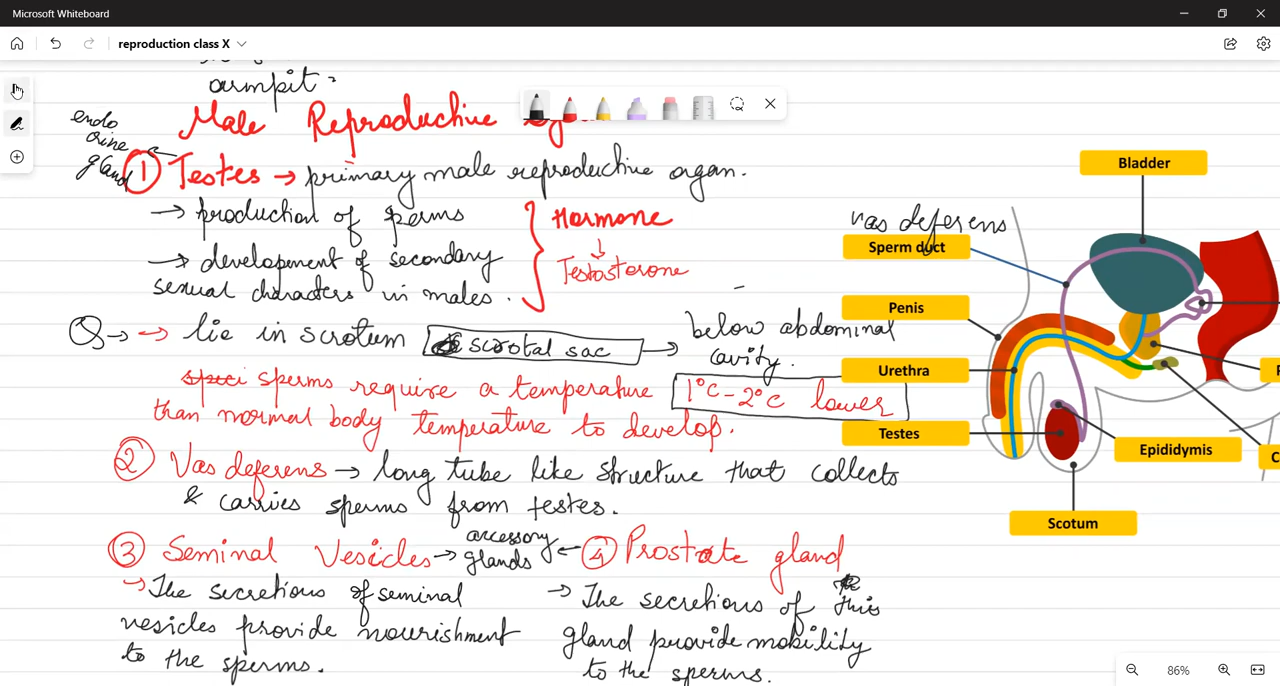 Microsoft Whiteboard
reproduction class X
armpit
Male Reproductive
endo
crine
gland
① Testes → primary male reproductive organ.
→ production of sperms
→ development of secondary
sexual characters in males.
Hormone
↓
Testosterone
Q → → lie in scrotum
scrotal sac → below abdominal
cavity.
sperms require a temperature 1°C-2°C lower
than normal body temperature to develop.
② Vas deferens → long tube like structure that collects
& carries sperms from testes.
③ Seminal Vesicles → accessory
glands ← ④ Prostate gland
→ The secretions of seminal
vesicles provide nourishment
to the sperms.
→ The secretions of this
gland provide mobility
to the sperms.
Bladder
vas deferens
Sperm duct
Penis
Urethra
Testes
Epididymis
Scotum
P
C
86%